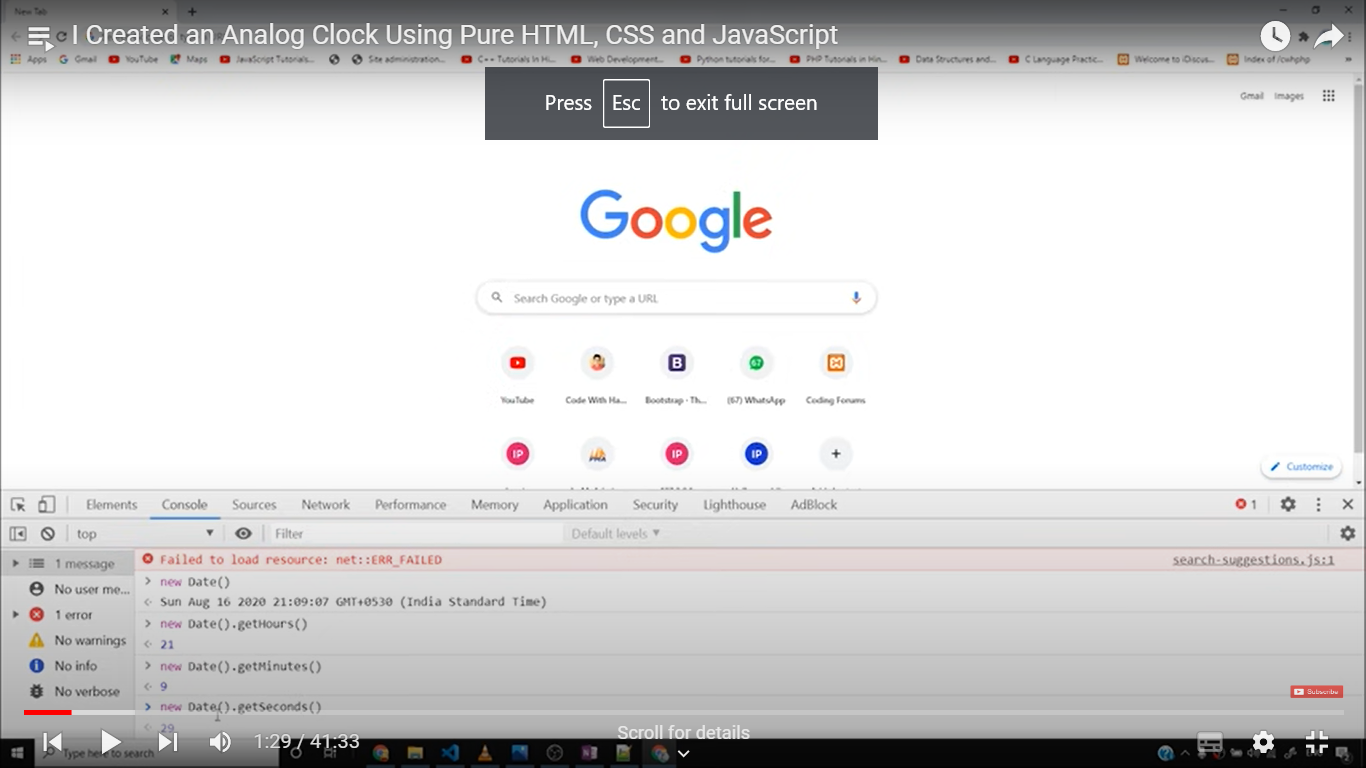 New Tab
I Created an Analog Clock Using Pure HTML, CSS and JavaScript
Apps Gmail YouTube Maps JavaScript Tutorials... Site administration... C++ Tutorials In Hi... Web Development... Python tutorials for... PHP Tutorials in Hin... Data Structures and... C Language Practic... Welcome to iDiscus... Index of /cwhphp
Press Esc to exit full screen
Gmail Images
Google
Search Google or type a URL
YouTube Code With Ha... Bootstrap · Th... (67) WhatsApp Coding Forums
Customize
Elements Console Sources Network Performance Memory Application Security Lighthouse AdBlock 1
top Filter Default levels
1 message
Failed to load resource: net::ERR_FAILED search-suggestions.js:1
No user me...
new Date()
Sun Aug 16 2020 21:09:07 GMT+0530 (India Standard Time)
1 error
new Date().getHours()
No warnings
21
No info
new Date().getMinutes()
No verbose
9
Subscribe
new Date().getSeconds()
29
Scroll for details
1:29 / 41:33
Type here to search